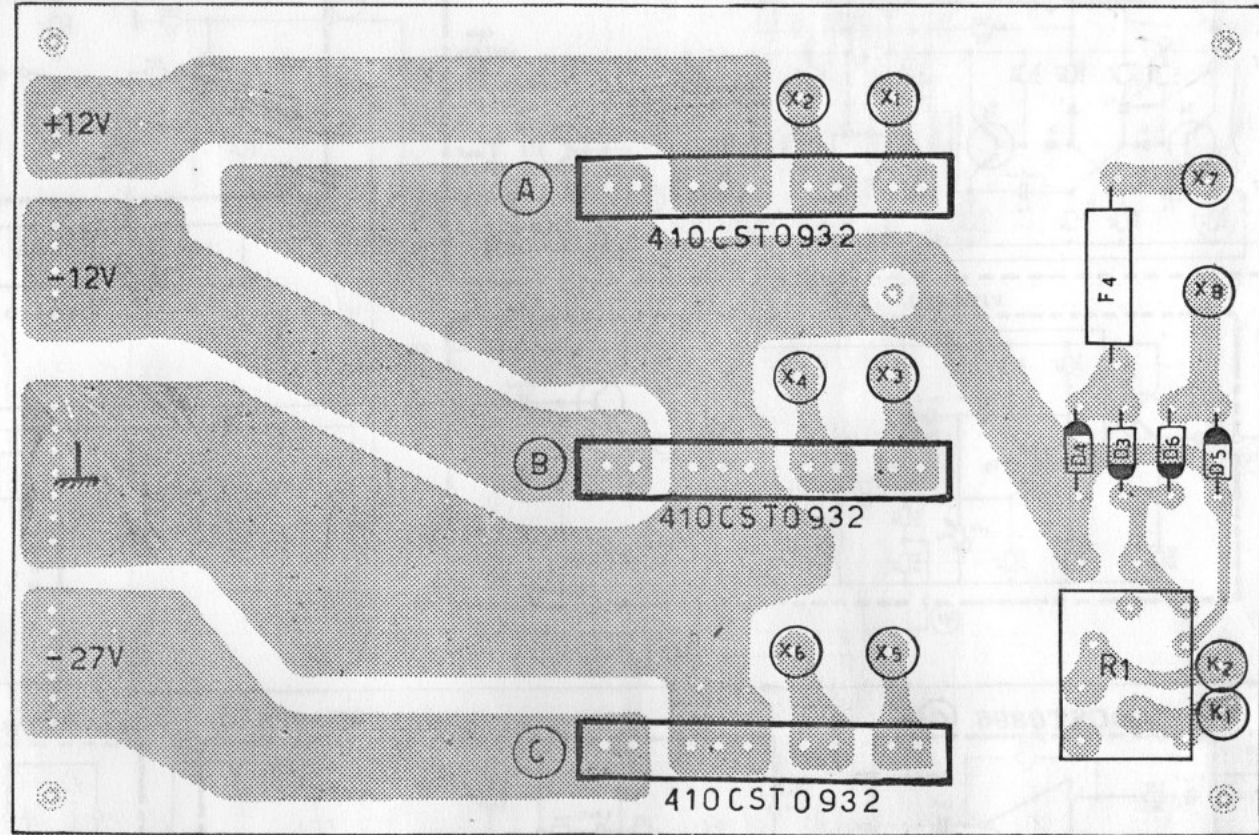 +12V
X2
X1
A
X7
410CST0932
-12V
F4
X8
X4
X3
D4
D3
D6
D5
B
410CST0932
-27V
X6
X5
R1
K2
K1
C
410CST0932